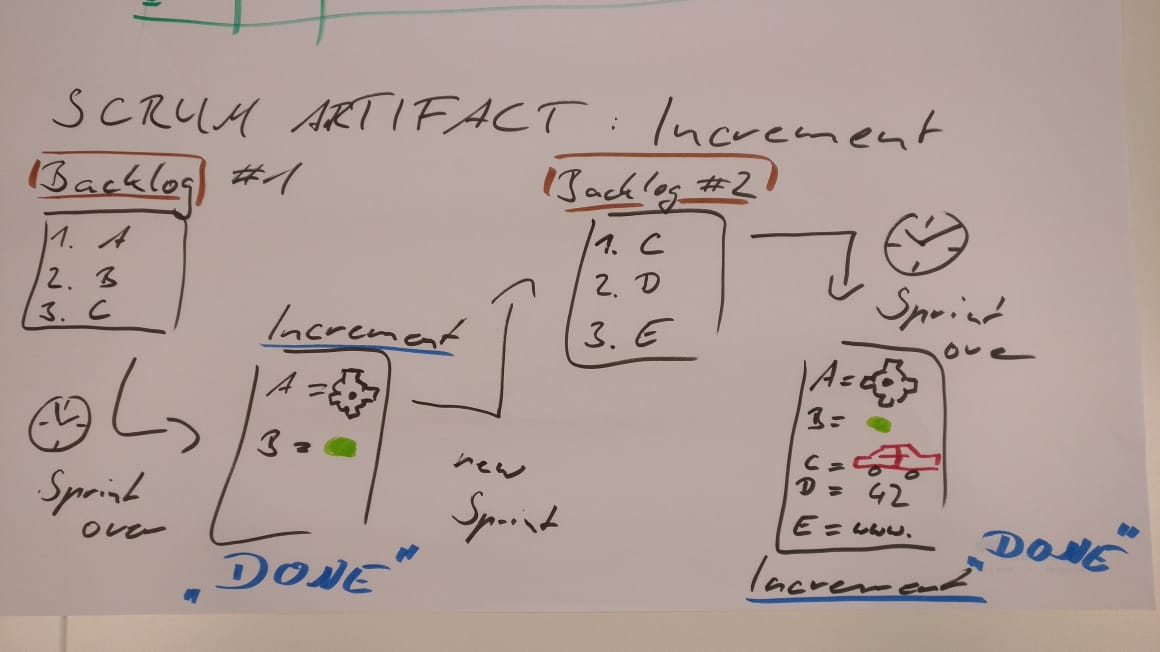 SCRUM ARTIFACT : Increment
Backlog #1
1. A
2. B
3. C
Sprint
over
Increment
A =
B =
„DONE"
new
Sprint
Backlog #2
1. C
2. D
3. E
Sprint
over
A =
B =
C =
D = 42
E = www.
Increment
„DONE"